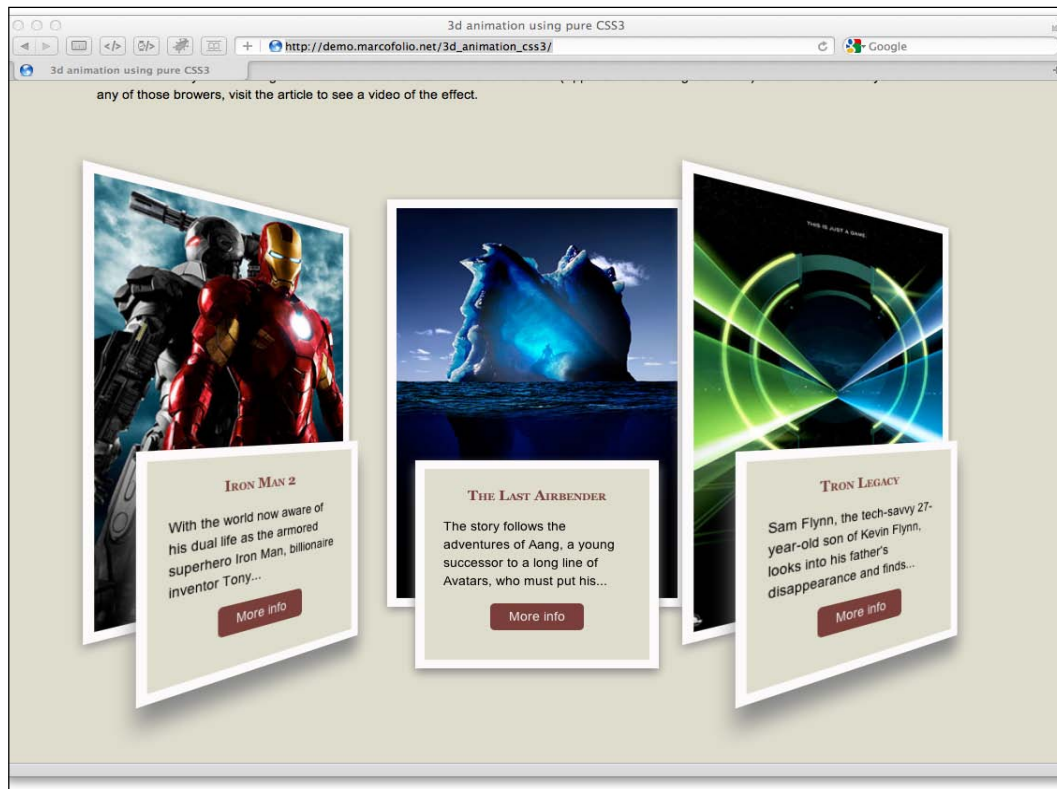 3d animation using pure CSS3
http://demo.marcofolio.net/3d_animation_css3/
Google
3d animation using pure CSS3
any of those browers, visit the article to see a video of the effect.
THIS IS JUST A GAME.
Iron Man 2
With the world now aware of
his dual life as the armored
superhero Iron Man, billionaire
inventor Tony...
More info
The Last Airbender
The story follows the
adventures of Aang, a young
successor to a long line of
Avatars, who must put his...
More info
Tron Legacy
Sam Flynn, the tech-savvy 27-
year-old son of Kevin Flynn,
looks into his father's
disappearance and finds...
More info